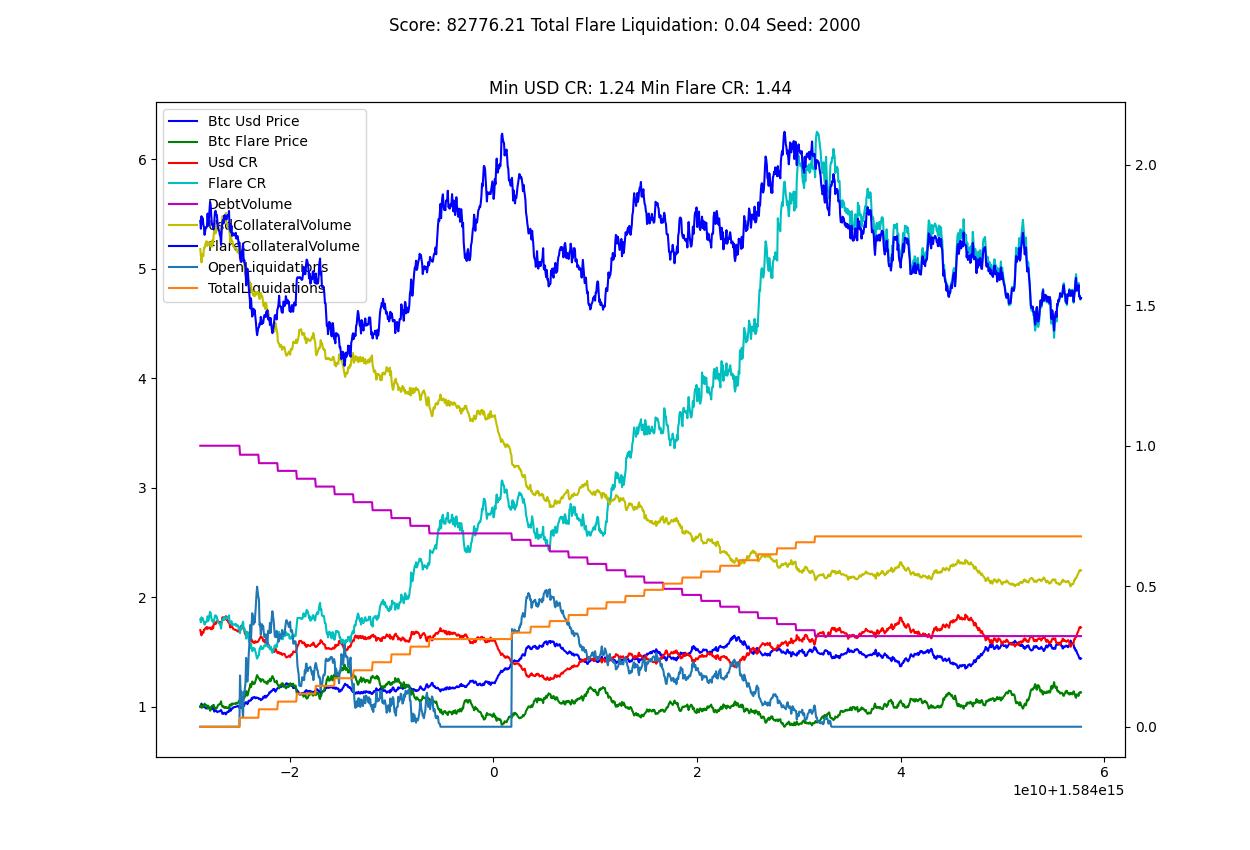 Score: 82776.21 Total Flare Liquidation: 0.04 Seed: 2000
Min USD CR: 1.24 Min Flare CR: 1.44
Btc Usd Price
Btc Flare Price
Usd CR
Flare CR
DebtVolume
UsdCollateralVolume
FlareCollateralVolume
OpenLiquidations
TotalLiquidations
6
5
4
3
2
1
2.0
1.5
1.0
0.5
0.0
−2
0
2
4
6
1e10+1.584e15